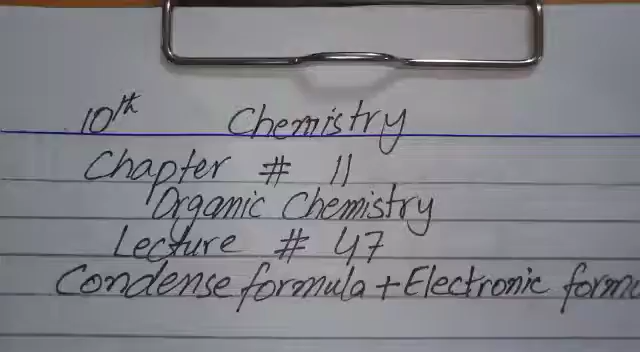 10th Chemistry
Chapter # 11
Organic Chemistry
Lecture # 47
Condense formula + Electronic